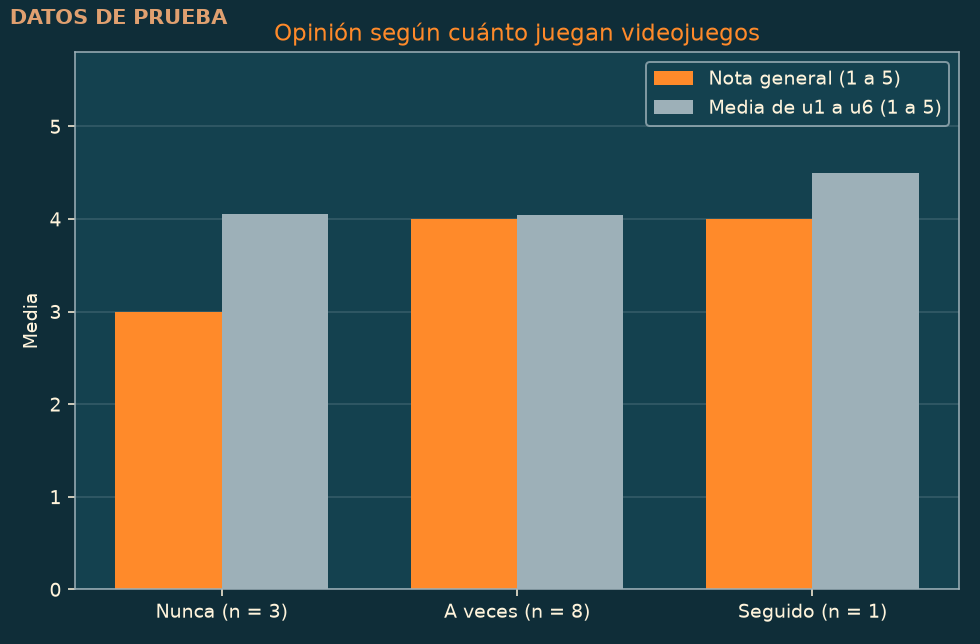 DATOS DE PRUEBA
Opinión según cuánto juegan videojuegos
Nota general (1 a 5)
Media de u1 a u6 (1 a 5)
Media
5
4
3
2
1
0
Nunca (n = 3)
A veces (n = 8)
Seguido (n = 1)